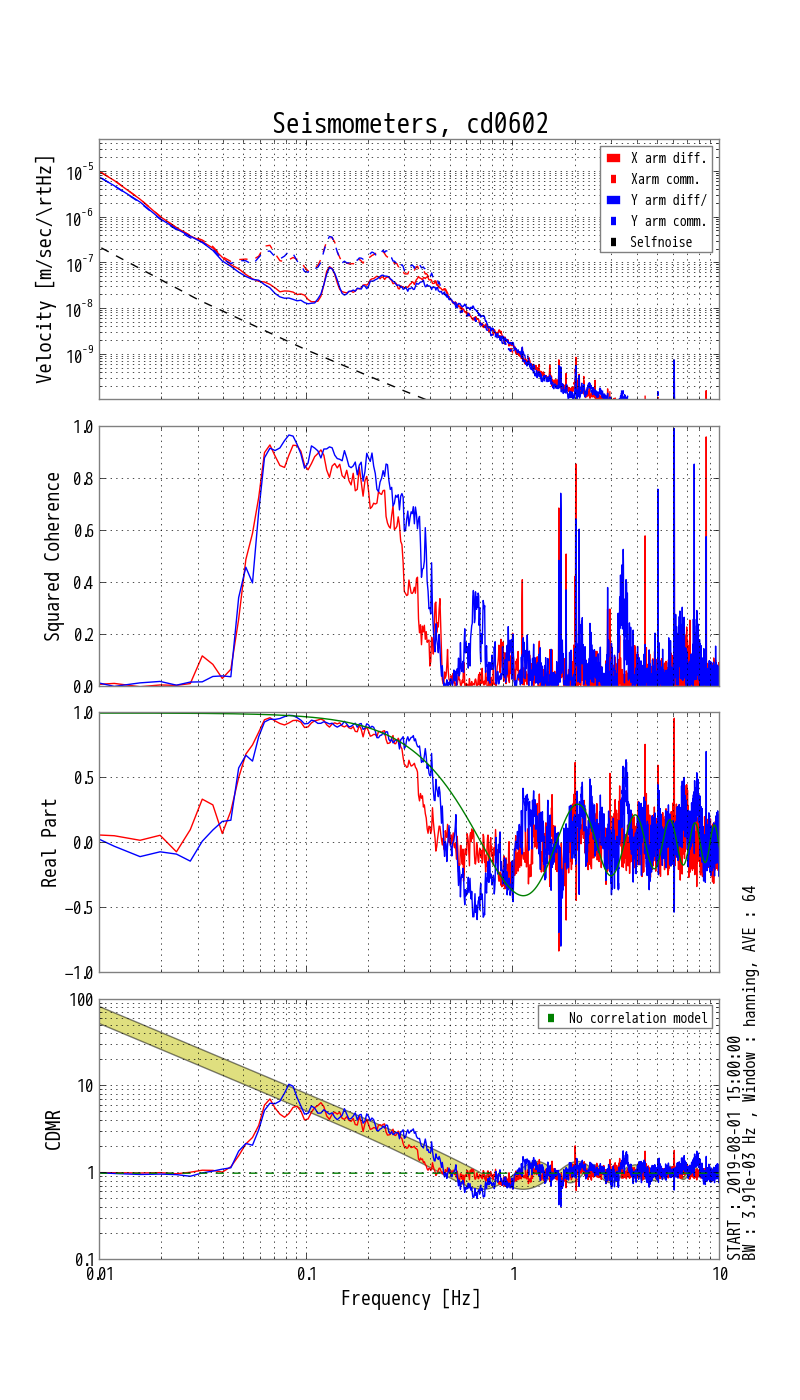 Seismometers, cd0602
Velocity [m/sec/\rtHz]
10⁻⁵
10⁻⁶
10⁻⁷
10⁻⁸
10⁻⁹
X arm diff.
Xarm comm.
Y arm diff/
Y arm comm.
Selfnoise
Squared Coherence
1.0
0.8
0.6
0.4
0.2
0.0
Real Part
1.0
0.5
0.0
−0.5
−1.0
CDMR
100
10
1
0.1
No correlation model
0.01 0.1 1 10
Frequency [Hz]
START : 2019-08-01 15:00:00
BW : 3.91e-03 Hz , Window : hanning, AVE : 64